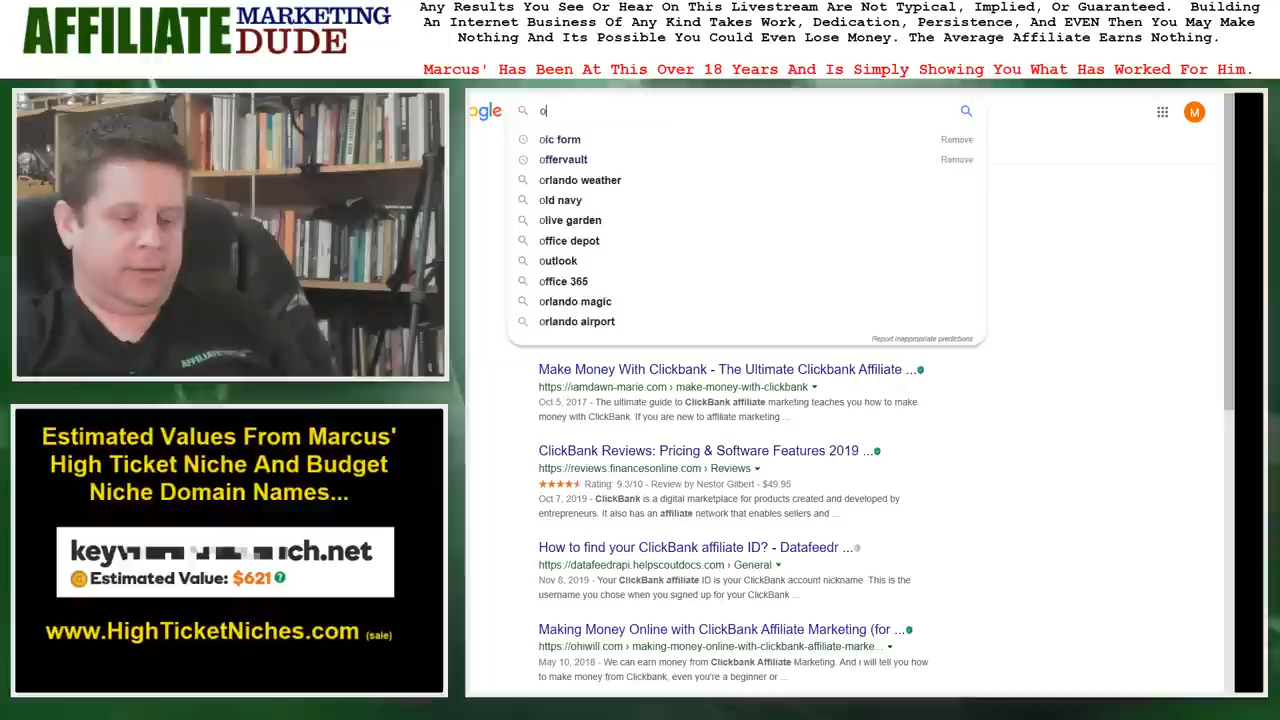 AFFILIATE
MARKETING
DUDE
Any Results You See Or Hear On This Livestream Are Not Typical, Implied, Or Guaranteed. Building
An Internet Business Of Any Kind Takes Work, Dedication, Persistence, And EVEN Then You May Make
Nothing And Its Possible You Could Even Lose Money. The Average Affiliate Earns Nothing.
Marcus' Has Been At This Over 18 Years And Is Simply Showing You What Has Worked For Him.
ogle
o
M
oic form Remove
offervault Remove
orlando weather
old navy
olive garden
office depot
outlook
office 365
orlando magic
orlando airport
Report inappropriate predictions
Make Money With Clickbank - The Ultimate Clickbank Affiliate ...
https://iamdawn-marie.com › make-money-with-clickbank
Oct 5, 2017 - The ultimate guide to ClickBank affiliate marketing teaches you how to make
money with ClickBank. If you are new to affiliate marketing ...
ClickBank Reviews: Pricing & Software Features 2019 ...
https://reviews.financesonline.com › Reviews
Rating: 9.3/10 - Review by Nestor Gilbert - $49.95
Oct 7, 2019 - ClickBank is a digital marketplace for products created and developed by
entrepreneurs. It also has an affiliate network that enables sellers and ...
How to find your ClickBank affiliate ID? - Datafeedr ...
https://datafeedrapi.helpscoutdocs.com › General
Nov 8, 2019 - Your ClickBank affiliate ID is your ClickBank account nickname. This is the
username you chose when you signed up for your ClickBank ...
Making Money Online with ClickBank Affiliate Marketing (for ...
https://ohiwill.com › making-money-online-with-clickbank-affiliate-marke...
May 10, 2018 - We can earn money from Clickbank Affiliate Marketing. And i will tell you how
to make money from Clickbank, even you're a beginner or ...
AFFILIATE
Estimated Values From Marcus'
High Ticket Niche And Budget
Niche Domain Names...
ch.net
Estimated Value: $621
www.HighTicketNiches.com (sale)